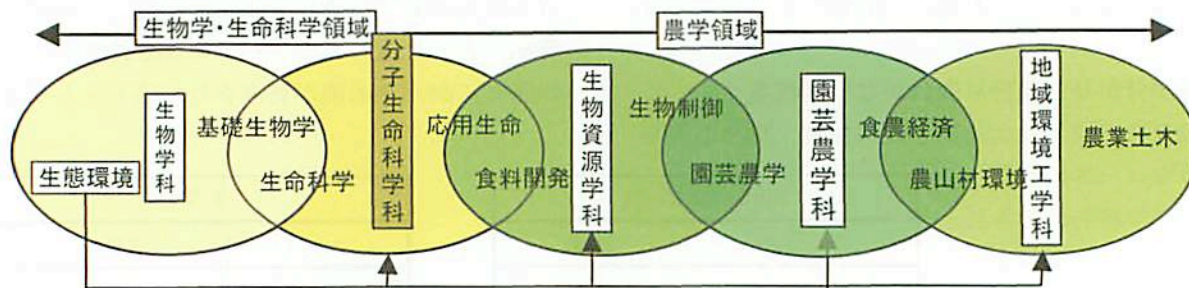 生物学・生命科学領域
農学領域
生物学科
基礎生物学
生態環境
生命科学
分子生命科学科
応用生命
食料開発
生物資源学科
生物制御
園芸農学
園芸農学科
食農経済
農山村環境
地域環境工学科
農業土木